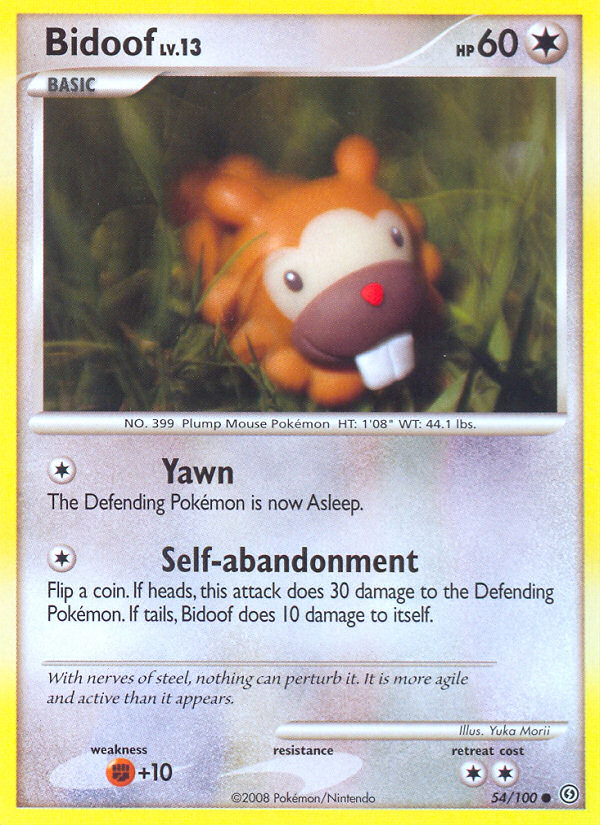 Bidoof LV.13 HP 60
BASIC
NO. 399 Plump Mouse Pokémon HT: 1'08" WT: 44.1 lbs.
Yawn
The Defending Pokémon is now Asleep.
Self-abandonment
Flip a coin. If heads, this attack does 30 damage to the Defending
Pokémon. If tails, Bidoof does 10 damage to itself.
With nerves of steel, nothing can perturb it. It is more agile
and active than it appears.
Illus. Yuka Morii
weakness resistance retreat cost
+10
©2008 Pokémon/Nintendo 54/100